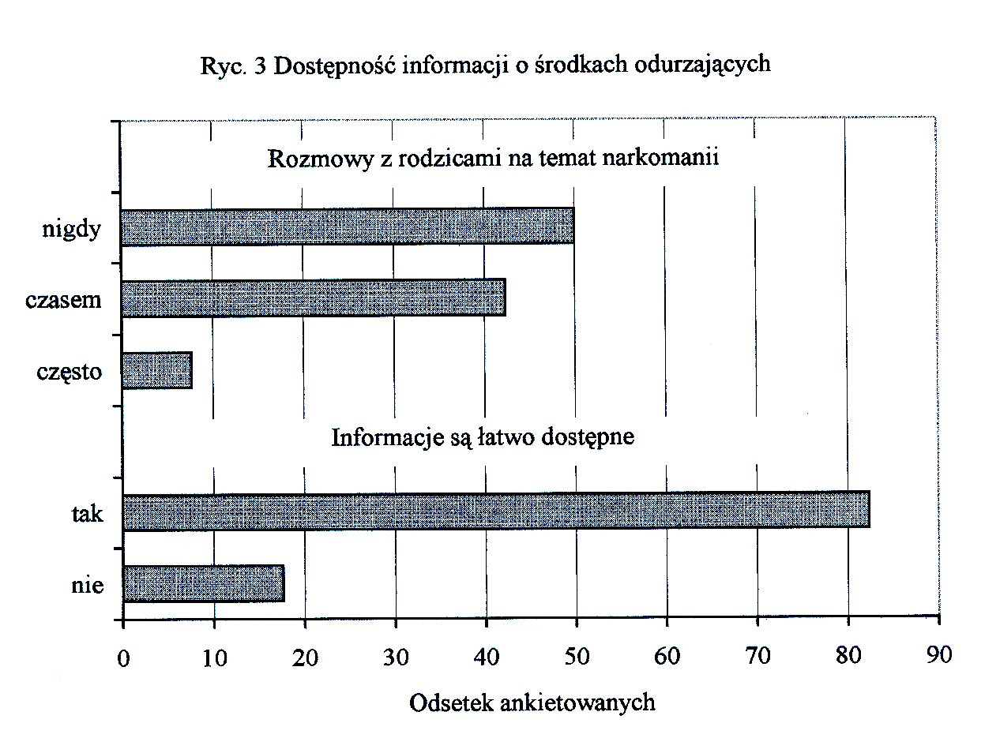 Ryc. 3 Dostępność informacji o środkach odurzających
Rozmowy z rodzicami na temat narkomanii
nigdy
czasem
często
Informacje są łatwo dostępne
tak
nie
0 10 20 30 40 50 60 70 80 90
Odsetek ankietowanych